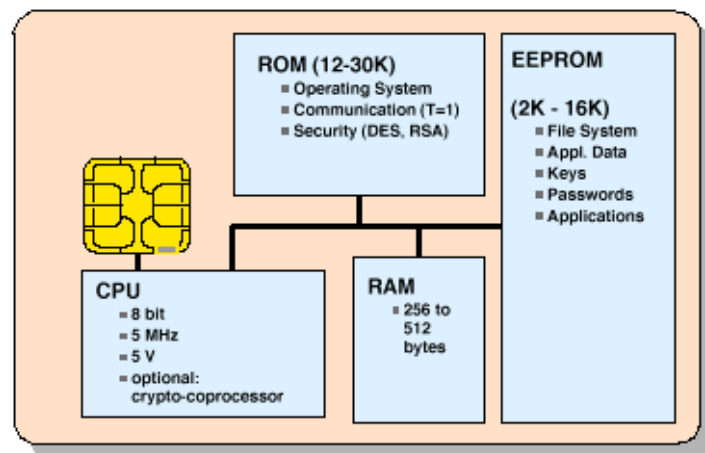 ROM (12-30K)
Operating System
Communication (T=1)
Security (DES, RSA)
EEPROM
(2K - 16K)
File System
Appl. Data
Keys
Passwords
Applications
CPU
8 bit
5 MHz
5 V
optional:
crypto-coprocessor
RAM
256 to
512
bytes